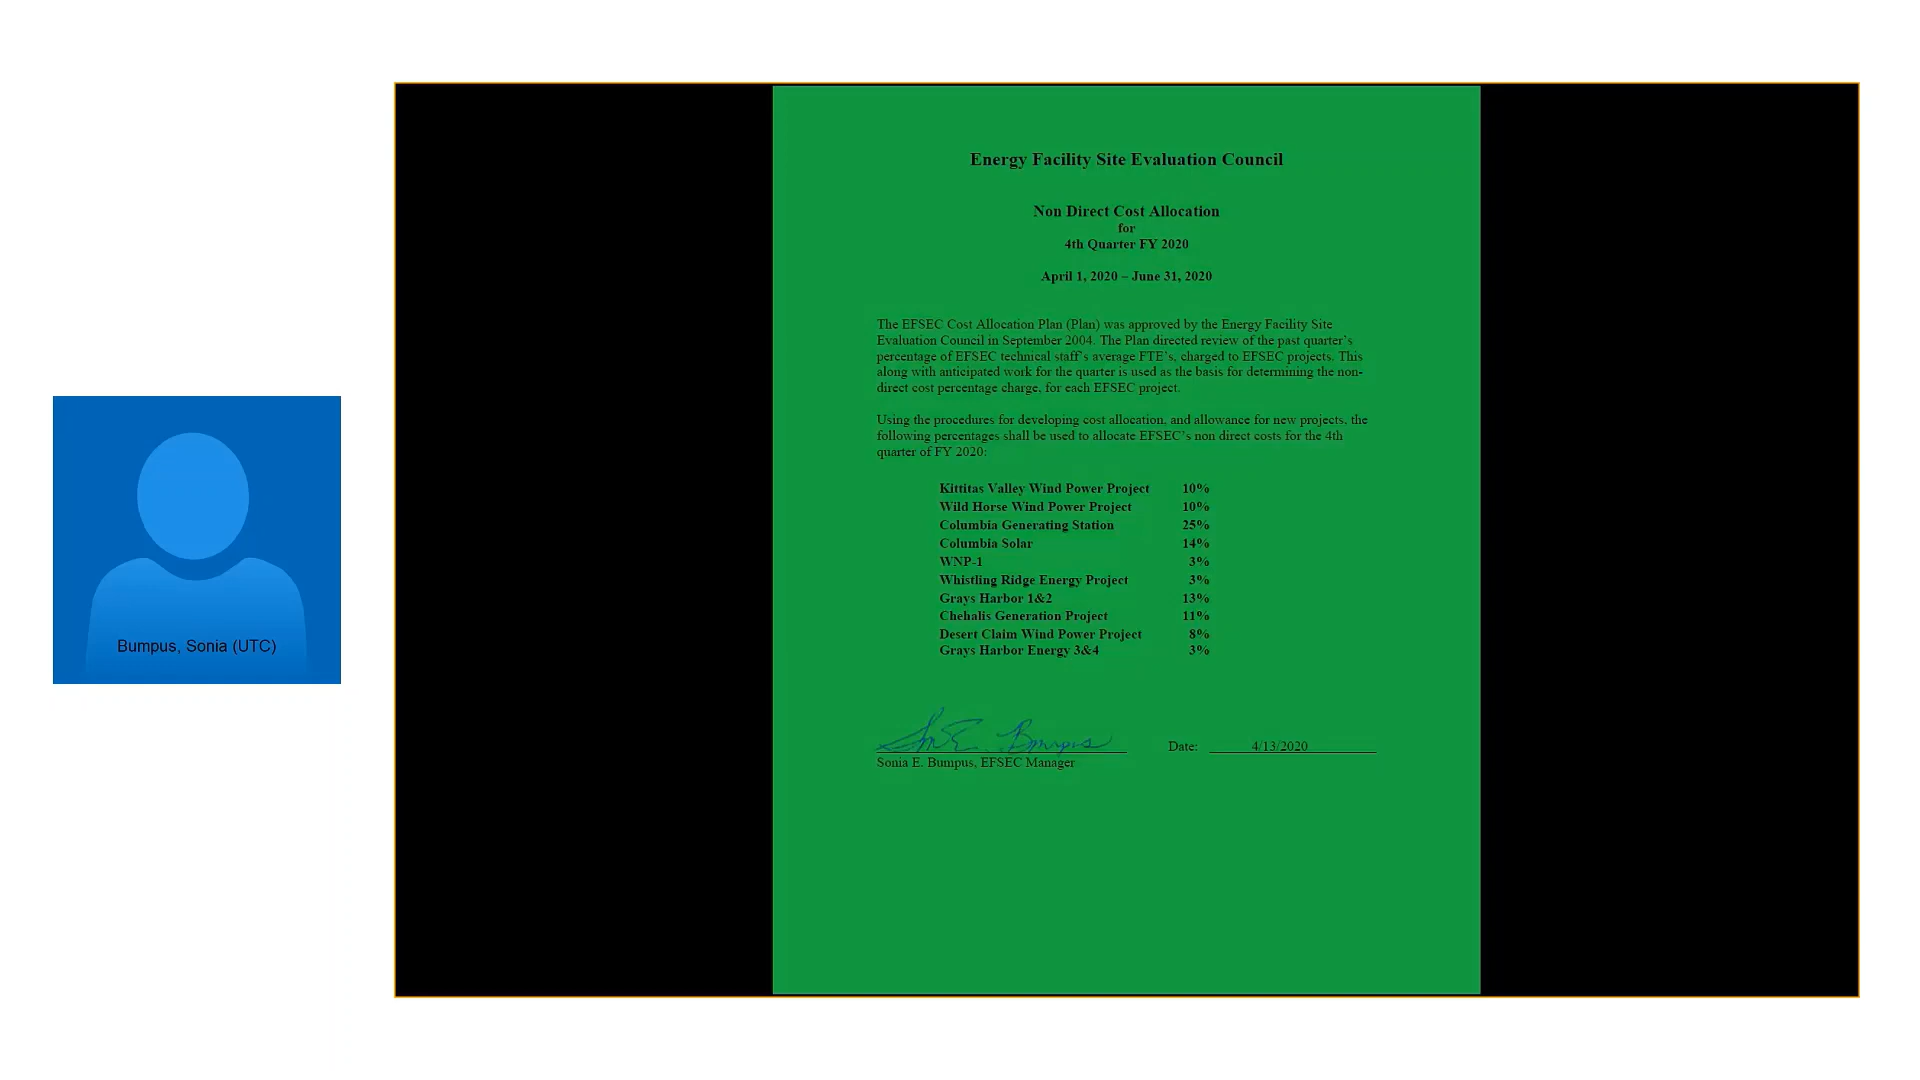 Energy Facility Site Evaluation Council
Non Direct Cost Allocation
for
4th Quarter FY 2020
April 1, 2020 – June 31, 2020
The EFSEC Cost Allocation Plan (Plan) was approved by the Energy Facility Site
Evaluation Council in September 2004. The Plan directed review of the past quarter's
percentage of EFSEC technical staff's average FTE's, charged to EFSEC projects. This
along with anticipated work for the quarter is used as the basis for determining the non-
direct cost percentage charge, for each EFSEC project.
Using the procedures for developing cost allocation, and allowance for new projects, the
following percentages shall be used to allocate EFSEC's non direct costs for the 4th
quarter of FY 2020:
Kittitas Valley Wind Power Project 10%
Wild Horse Wind Power Project 10%
Columbia Generating Station 25%
Columbia Solar 14%
WNP-1 3%
Whistling Ridge Energy Project 3%
Grays Harbor 1&2 13%
Chehalis Generation Project 11%
Desert Claim Wind Power Project 8%
Grays Harbor Energy 3&4 3%
Son E. Bumpus Date: 4/13/2020
Sonia E. Bumpus, EFSEC Manager
Bumpus, Sonia (UTC)